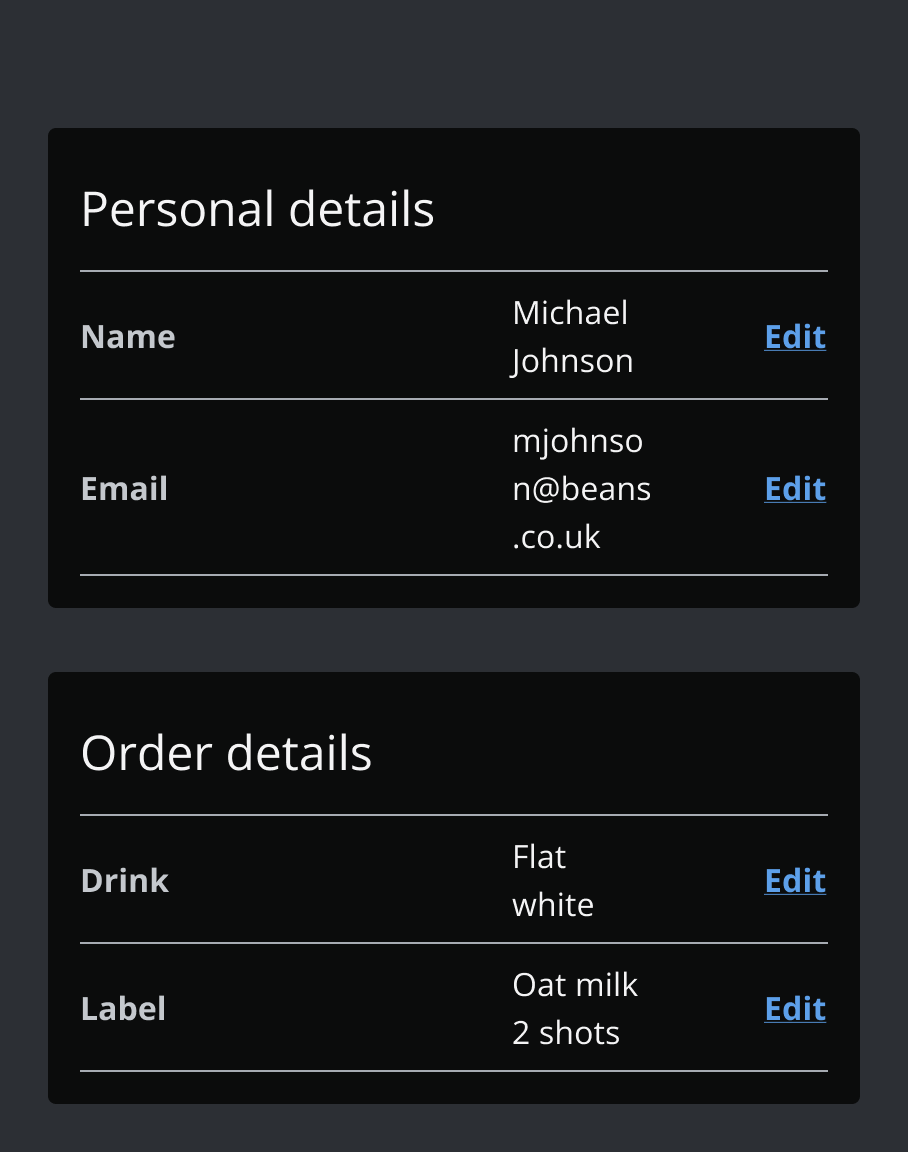 Personal details
Name
Michael
Johnson
Edit
Email
mjohnso
n@beans
.co.uk
Edit
Order details
Drink
Flat
white
Edit
Label
Oat milk
2 shots
Edit